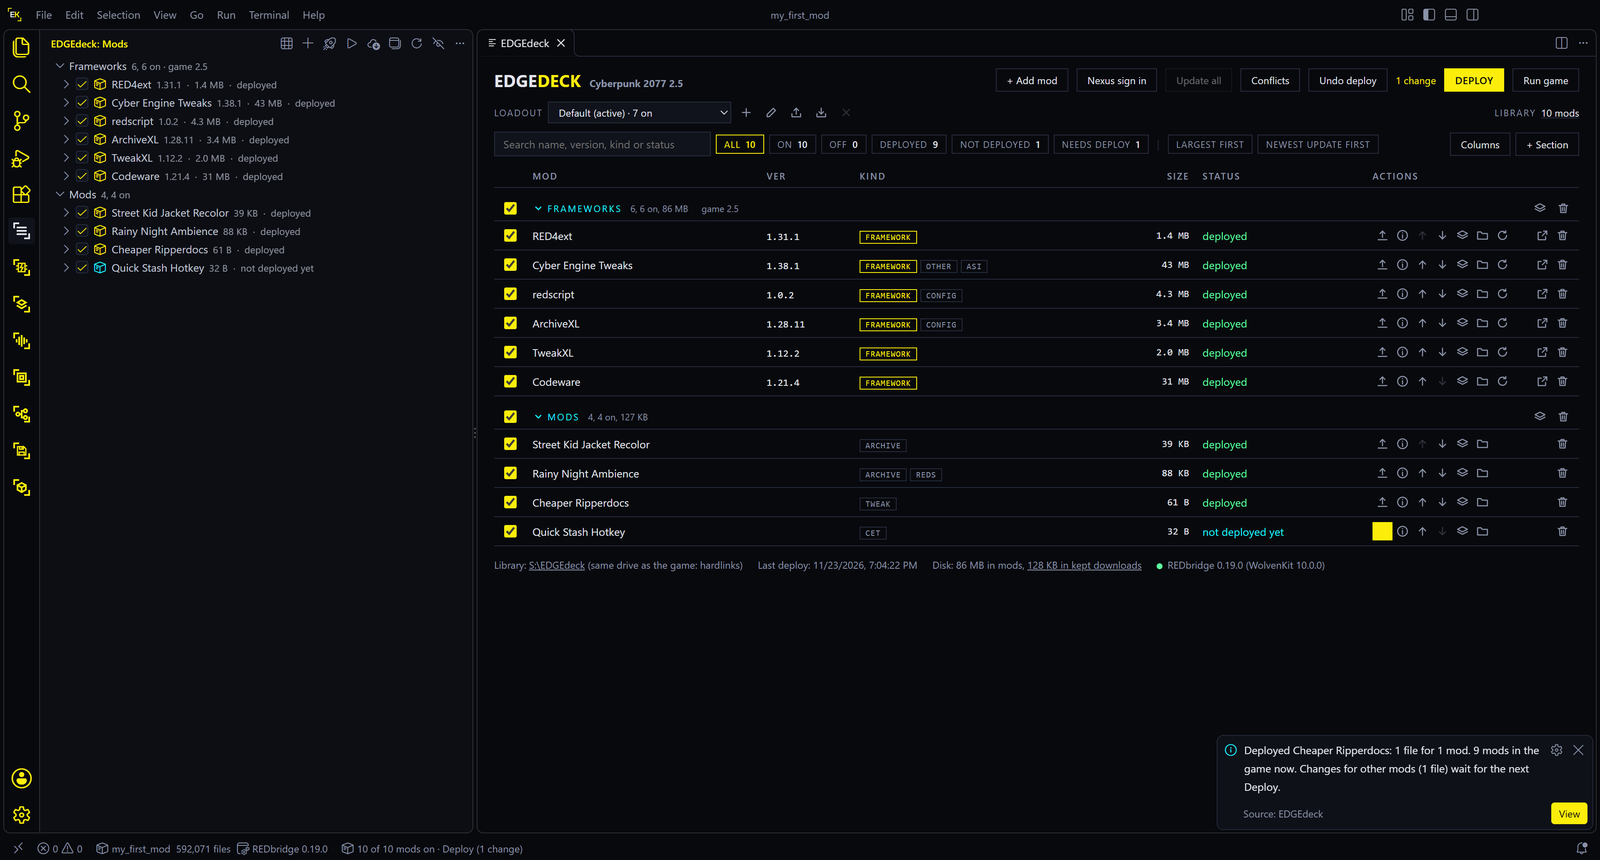 File Edit Selection View Go Run Terminal Help
my_first_mod
EDGEdeck: Mods
Frameworks 6, 6 on · game 2.5
RED4ext 1.31.1 · 1.4 MB · deployed
Cyber Engine Tweaks 1.38.1 · 43 MB · deployed
redscript 1.0.2 · 4.3 MB · deployed
ArchiveXL 1.28.11 · 3.4 MB · deployed
TweakXL 1.12.2 · 2.0 MB · deployed
Codeware 1.21.4 · 31 MB · deployed
Mods 4, 4 on
Street Kid Jacket Recolor 39 KB · deployed
Rainy Night Ambience 88 KB · deployed
Cheaper Ripperdocs 61 B · deployed
Quick Stash Hotkey 32 B · not deployed yet
EDGEdeck
EDGEDECK Cyberpunk 2077 2.5
+ Add mod Nexus sign in Update all Conflicts Undo deploy 1 change DEPLOY Run game
LOADOUT Default (active) · 7 on
LIBRARY 10 mods
Search name, version, kind or status ALL 10 ON 10 OFF 0 DEPLOYED 9 NOT DEPLOYED 1 NEEDS DEPLOY 1 LARGEST FIRST NEWEST UPDATE FIRST Columns + Section
MOD VER KIND SIZE STATUS ACTIONS
FRAMEWORKS 6, 6 on, 86 MB game 2.5
RED4ext 1.31.1 FRAMEWORK 1.4 MB deployed
Cyber Engine Tweaks 1.38.1 FRAMEWORK OTHER ASI 43 MB deployed
redscript 1.0.2 FRAMEWORK CONFIG 4.3 MB deployed
ArchiveXL 1.28.11 FRAMEWORK CONFIG 3.4 MB deployed
TweakXL 1.12.2 FRAMEWORK 2.0 MB deployed
Codeware 1.21.4 FRAMEWORK 31 MB deployed
MODS 4, 4 on, 127 KB
Street Kid Jacket Recolor ARCHIVE 39 KB deployed
Rainy Night Ambience ARCHIVE REDS 88 KB deployed
Cheaper Ripperdocs TWEAK 61 B deployed
Quick Stash Hotkey CET 32 B not deployed yet
Library: S:\EDGEdeck (same drive as the game: hardlinks) Last deploy: 11/23/2026, 7:04:22 PM Disk: 86 MB in mods, 128 KB in kept downloads REDbridge 0.19.0 (WolvenKit 10.0.0)
Deployed Cheaper Ripperdocs: 1 file for 1 mod. 9 mods in the
game now. Changes for other mods (1 file) wait for the next
Deploy.
Source: EDGEdeck
View
0 0 my_first_mod 592,071 files REDbridge 0.19.0 10 of 10 mods on · Deploy (1 change)